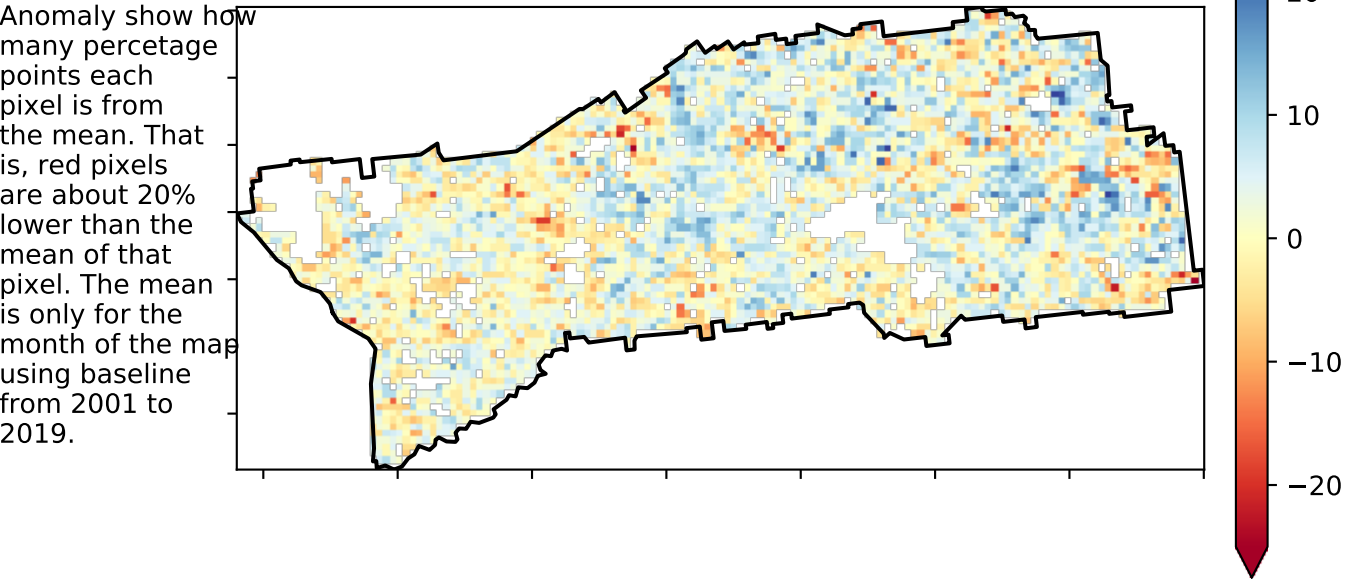 Anomaly show how
many percetage
points each
pixel is from
the mean. That
is, red pixels
are about 20%
lower than the
mean of that
pixel. The mean
is only for the
month of the map
using baseline
from 2001 to
2019.
10
0
−10
−20